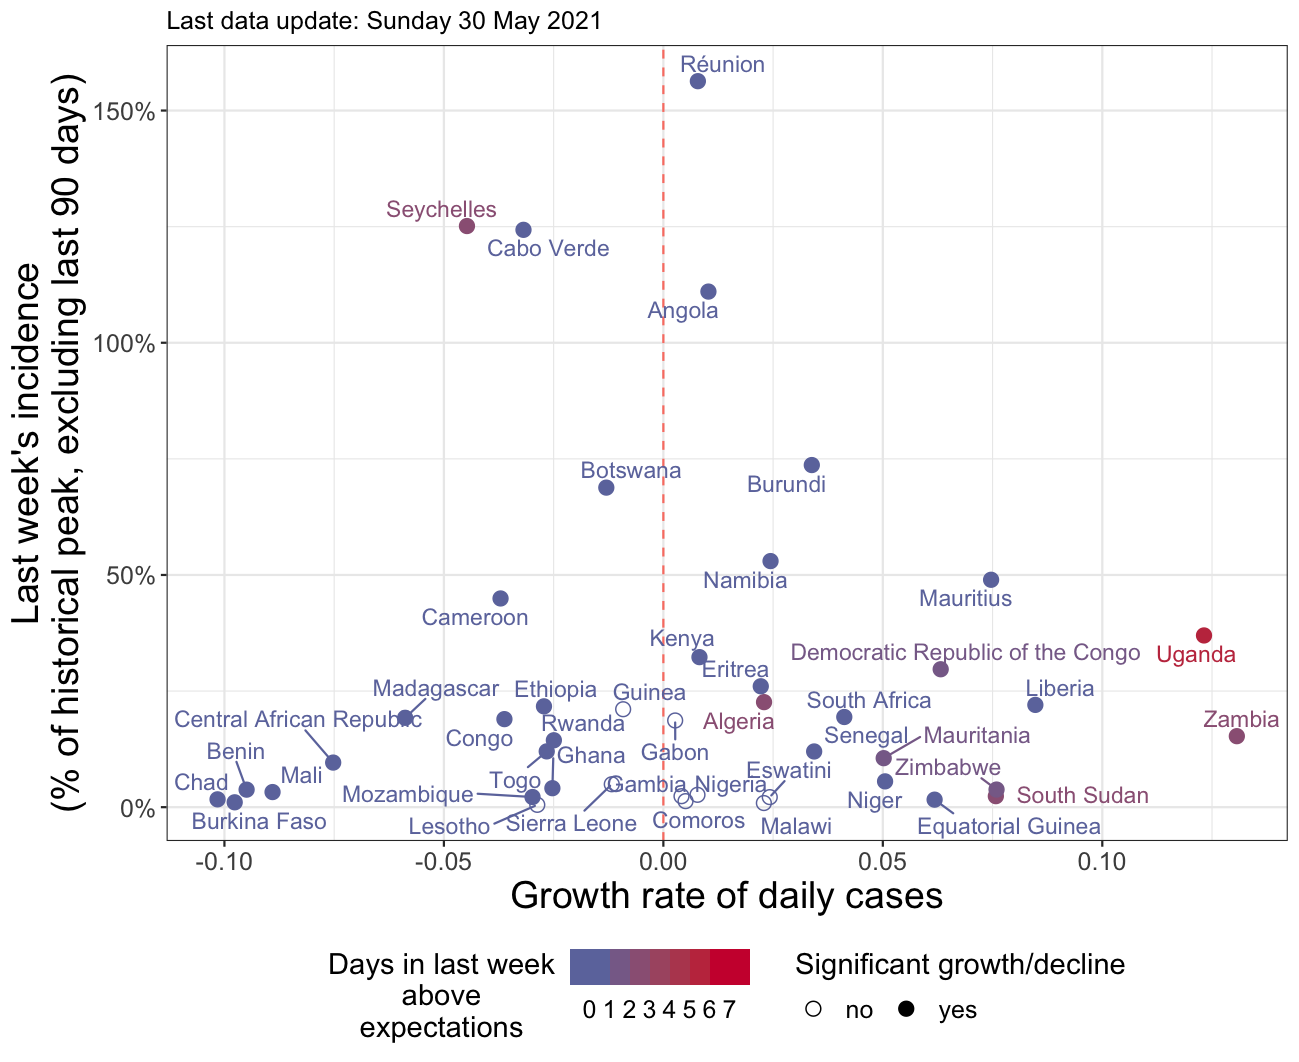 Last data update: Sunday 30 May 2021
Last week's incidence
(% of historical peak, excluding last 90 days)
150%
100%
50%
0%
Réunion
Seychelles
Cabo Verde
Angola
Botswana
Burundi
Namibia
Mauritius
Cameroon
Kenya
Democratic Republic of the Congo
Uganda
Eritrea
Madagascar
Ethiopia
Guinea
Liberia
South Africa
Central African Republic
Rwanda
Algeria
Zambia
Congo
Senegal
Mauritania
Benin
Ghana
Gabon
Zimbabwe
Eswatini
Chad
Mali
Togo
Gambia
Nigeria
Mozambique
South Sudan
Niger
Burkina Faso
Lesotho
Sierra Leone
Comoros
Malawi
Equatorial Guinea
-0.10
-0.05
0.00
0.05
0.10
Growth rate of daily cases
Days in last week
above
expectations
0 1 2 3 4 5 6 7
Significant growth/decline
no
yes